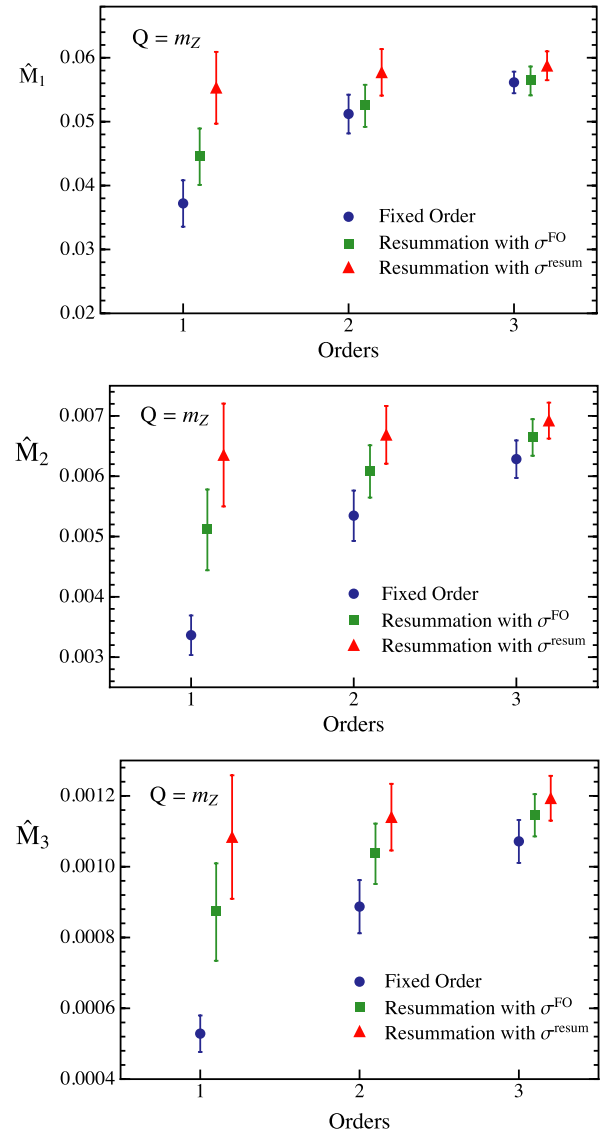 Q = m_Z
0.06
M̂₁
0.05
0.04
Fixed Order
Resummation with σ^FO
0.03
Resummation with σ^resum
0.02
1 2 3
Orders
0.007
Q = m_Z
M̂₂
0.006
0.005
0.004
Fixed Order
Resummation with σ^FO
0.003
Resummation with σ^resum
1 2 3
Orders
0.0012
Q = m_Z
M̂₃
0.0010
0.0008
Fixed Order
0.0006
Resummation with σ^FO
Resummation with σ^resum
0.0004
1 2 3
Orders